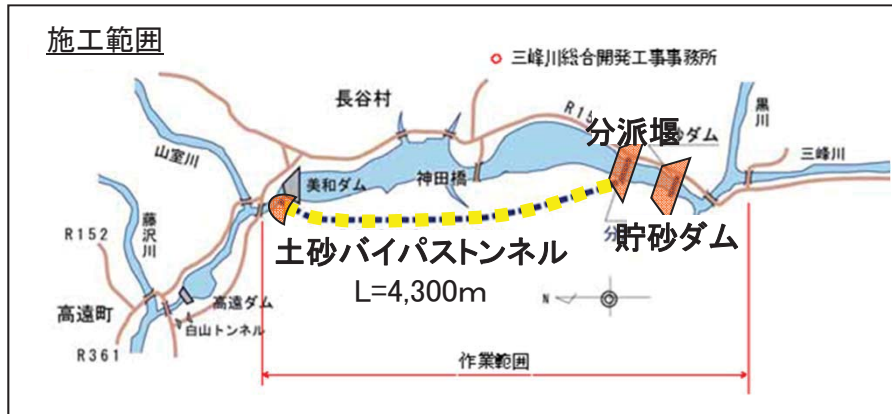 施工範囲
三峰川総合開発工事事務所
長谷村
R15
分派堰
砂ダム
黒川
三峰川
山室川
美和ダム
神田橋
分
貯砂ダム
藤沢川
R152
土砂バイパストンネル
L=4,300m
N
高遠ダム
高遠町
白山トンネル
R361
作業範囲